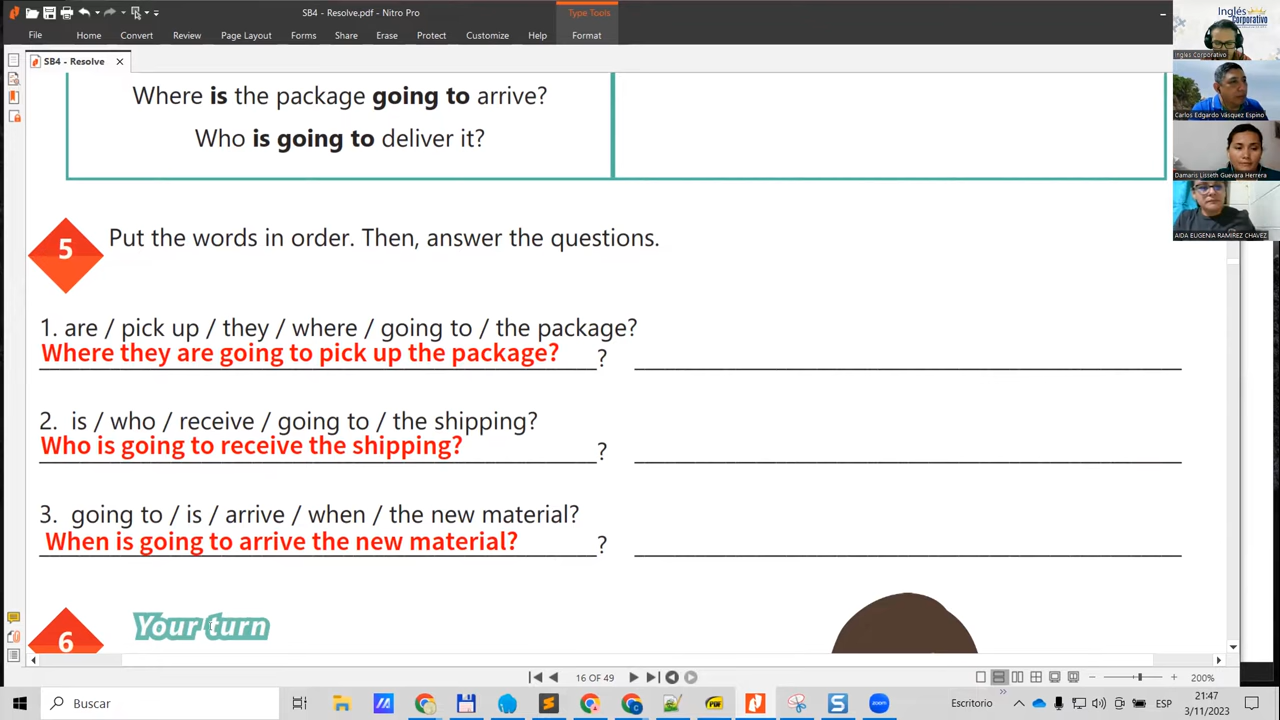 SB4 - Resolve.pdf - Nitro Pro
Type Tools
File Home Convert Review Page Layout Forms Share Erase Protect Customize Help Format
SB4 - Resolve
Inglés
Corporativo
Inglés Corporativo
Carlos Edgardo Vásquez Espino
Damaris Lisseth Guevara Herrera
AIDA EUGENIA RAMIREZ CHAVEZ
Where is the package going to arrive?
Who is going to deliver it?
5
Put the words in order. Then, answer the questions.
1. are / pick up / they / where / going to / the package?
Where they are going to pick up the package?
?
2. is / who / receive / going to / the shipping?
Who is going to receive the shipping?
?
3. going to / is / arrive / when / the new material?
When is going to arrive the new material?
?
6
Your turn
16 OF 49
200%
Buscar
PDF
Escritorio
ESP
21:47
3/11/2023